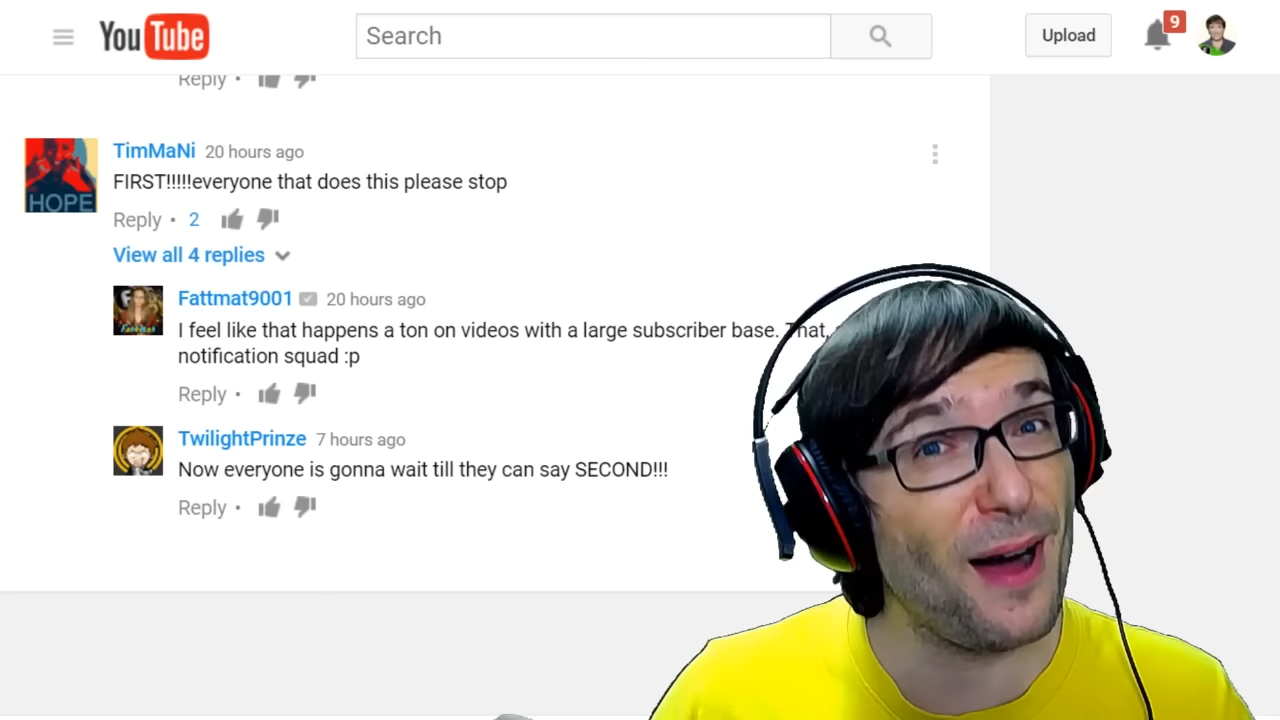 YouTube
Search
Upload
9
Reply •
TimMaNi 20 hours ago
FIRST!!!!!everyone that does this please stop
HOPE
Reply • 2
View all 4 replies
Fattmat9001 20 hours ago
I feel like that happens a ton on videos with a large subscriber base. That,
notification squad :p
Reply •
TwilightPrinze 7 hours ago
Now everyone is gonna wait till they can say SECOND!!!
Reply •